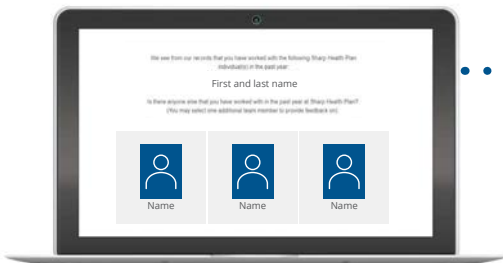 We see from our records that you have worked with the following Sharp Health Plan
individual(s) in the past year:
First and last name
Is there anyone else that you have worked with in the past year at Sharp Health Plan?
(You may select one additional team member to provide feedback on)
Name Name Name